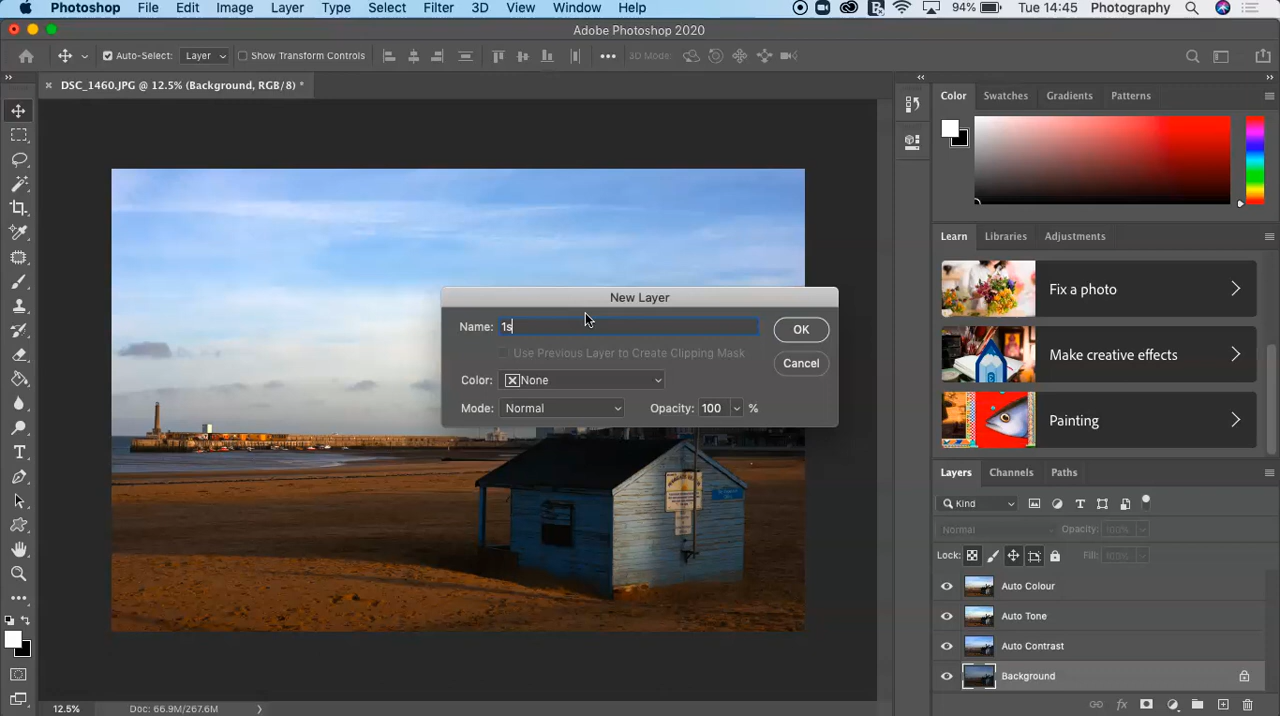 Photoshop File Edit Image Layer Type Select Filter 3D View Window Help 94% Tue 14:45 Photography
Adobe Photoshop 2020
Auto-Select: Layer Show Transform Controls 3D Mode:
DSC_1460.JPG @ 12.5% (Background, RGB/8) *
Color Swatches Gradients Patterns
Learn Libraries Adjustments
Fix a photo
Make creative effects
Painting
New Layer
Name: 1s
OK
Use Previous Layer to Create Clipping Mask
Cancel
Color: None
Mode: Normal Opacity: 100 %
Layers Channels Paths
Kind
Normal Opacity: 100%
Lock: Fill: 100%
Auto Colour
Auto Tone
Auto Contrast
Background
12.5% Doc: 66.9M/267.6M